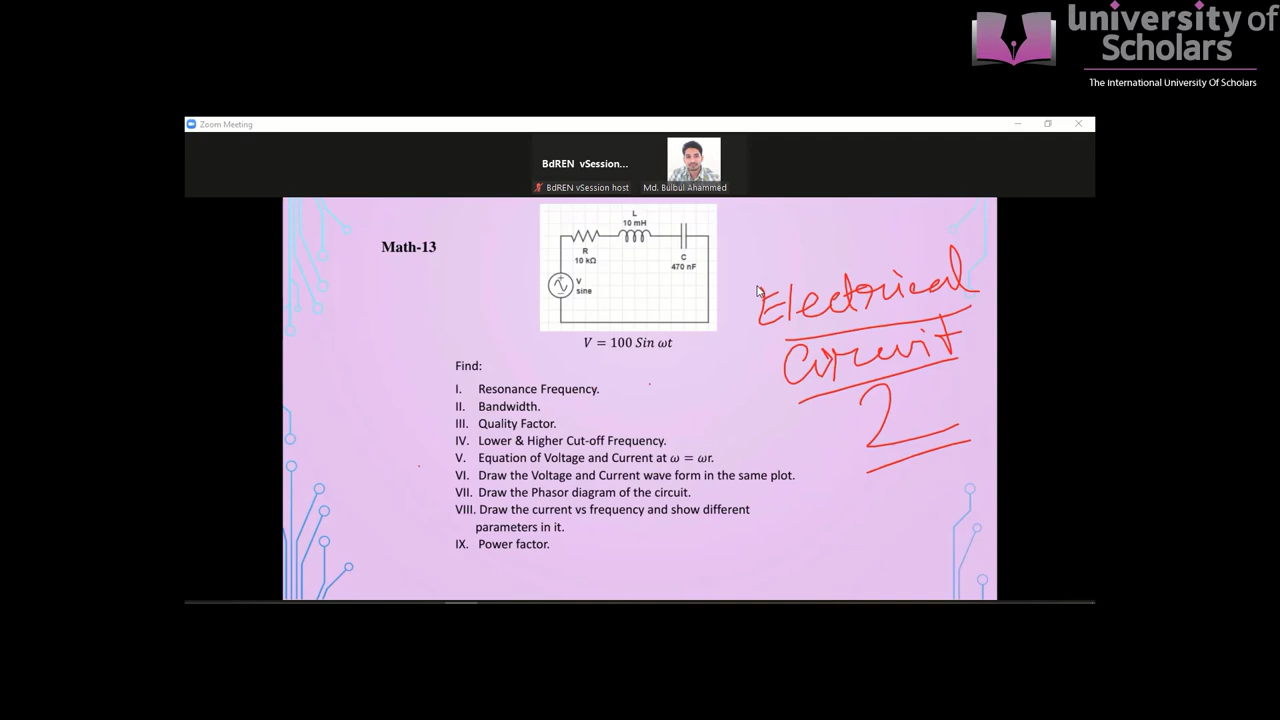 University of
Scholars
The International University Of Scholars
Zoom Meeting
BdREN vSession...
BdREN vSession host
Md. Bulbul Ahammed
Math-13
L
10 mH
R
10 kΩ
C
470 nF
V
sine
V = 100 Sin ωt
Find:
I. Resonance Frequency.
II. Bandwidth.
III. Quality Factor.
IV. Lower & Higher Cut-off Frequency.
V. Equation of Voltage and Current at ω = ωr.
VI. Draw the Voltage and Current wave form in the same plot.
VII. Draw the Phasor diagram of the circuit.
VIII. Draw the current vs frequency and show different
parameters in it.
IX. Power factor.
Electrical
Circuit
2